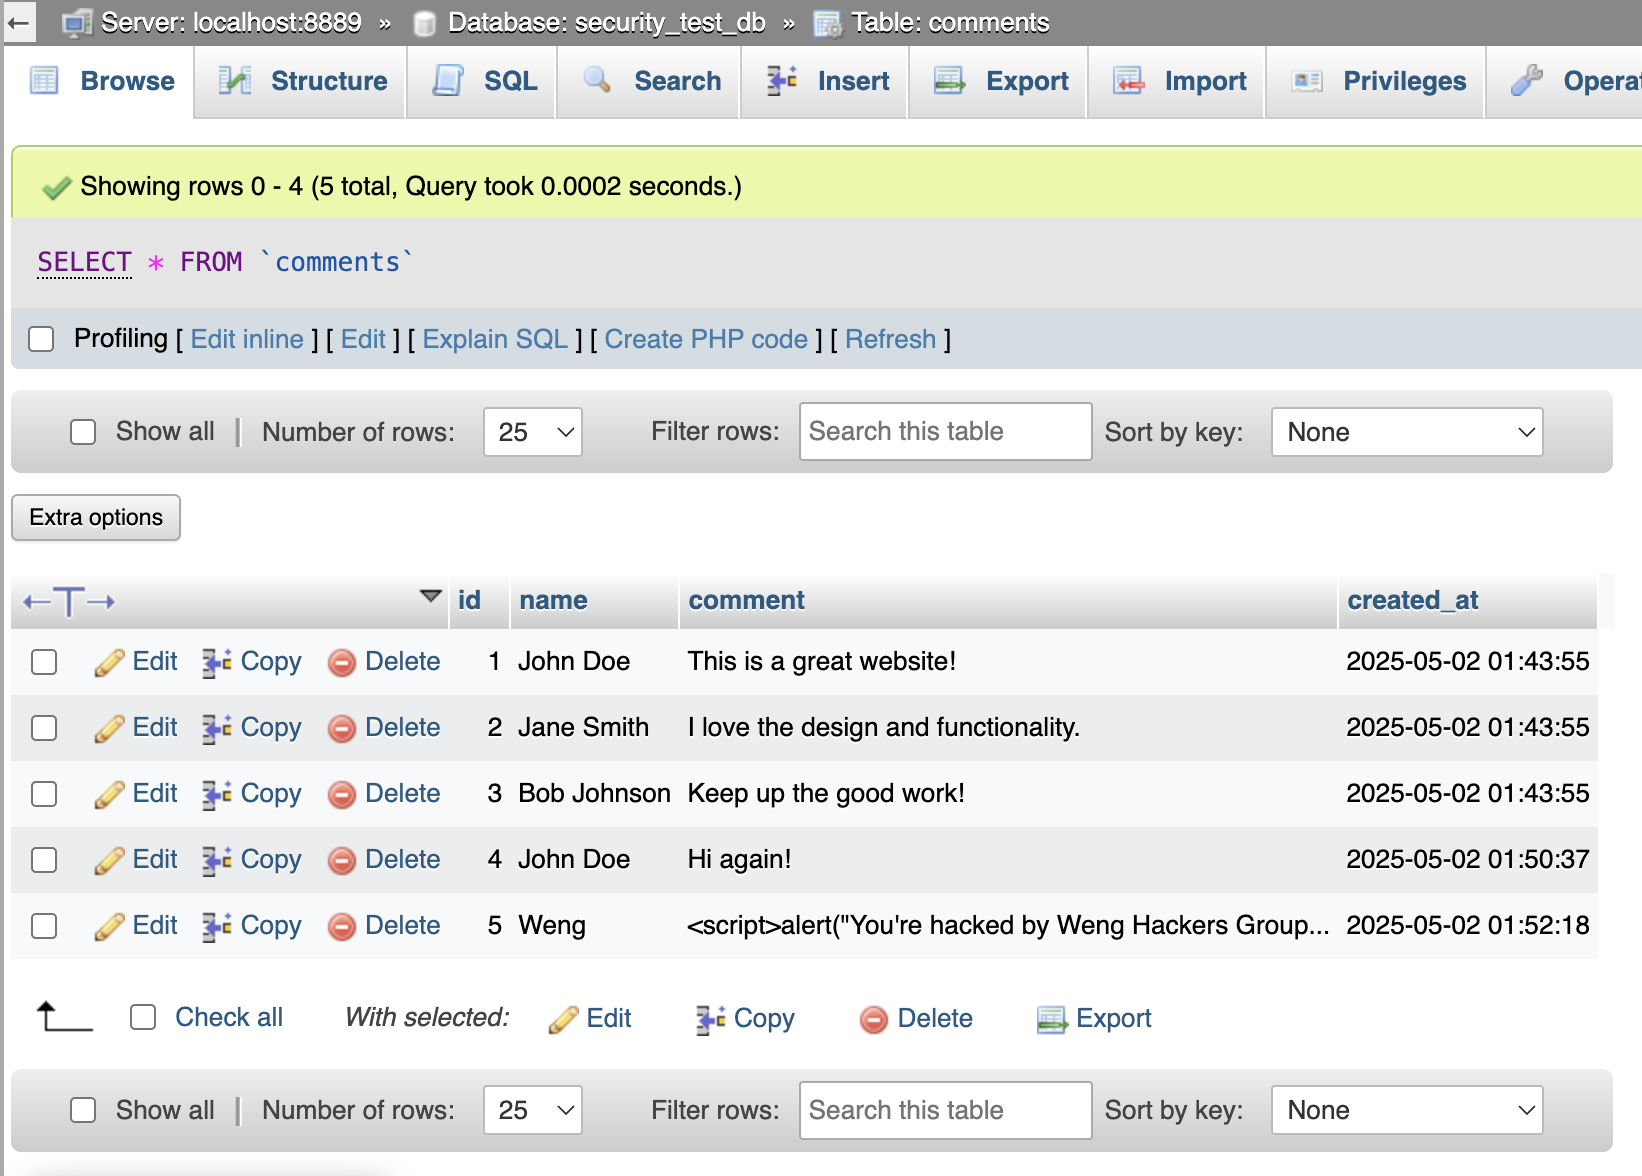 Server: localhost:8889 » Database: security_test_db » Table: comments
Browse Structure SQL Search Insert Export Import Privileges Operat
Showing rows 0 - 4 (5 total, Query took 0.0002 seconds.)
SELECT * FROM `comments`
Profiling [ Edit inline ] [ Edit ] [ Explain SQL ] [ Create PHP code ] [ Refresh ]
Show all | Number of rows: 25 Filter rows: Search this table Sort by key: None
Extra options
←T→ id name comment created_at
Edit Copy Delete 1 John Doe This is a great website! 2025-05-02 01:43:55
Edit Copy Delete 2 Jane Smith I love the design and functionality. 2025-05-02 01:43:55
Edit Copy Delete 3 Bob Johnson Keep up the good work! 2025-05-02 01:43:55
Edit Copy Delete 4 John Doe Hi again! 2025-05-02 01:50:37
Edit Copy Delete 5 Weng <script>alert("You're hacked by Weng Hackers Group... 2025-05-02 01:52:18
Check all With selected: Edit Copy Delete Export
Show all | Number of rows: 25 Filter rows: Search this table Sort by key: None